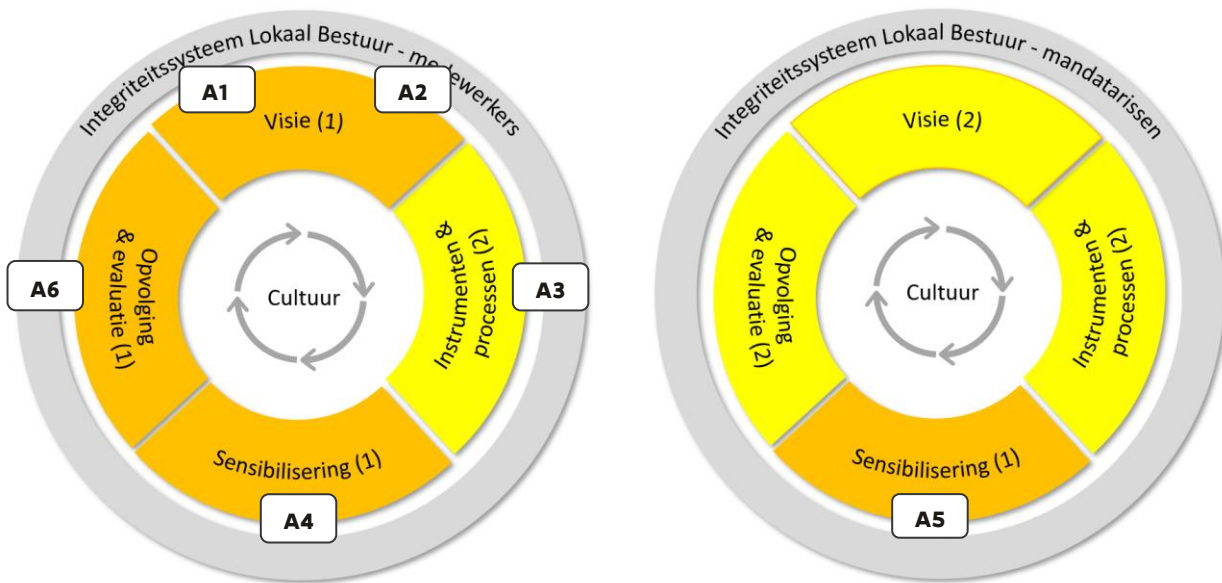 Integriteitssysteem Lokaal Bestuur - medewerkers
A1
A2
Visie (1)
Instrumenten &
processen (2)
A3
Sensibilisering (1)
A4
Opvolging
& evaluatie (1)
A6
Cultuur
Integriteitssysteem Lokaal Bestuur - mandatarissen
Visie (2)
Instrumenten &
processen (2)
Sensibilisering (1)
A5
Opvolging
& evaluatie (2)
Cultuur